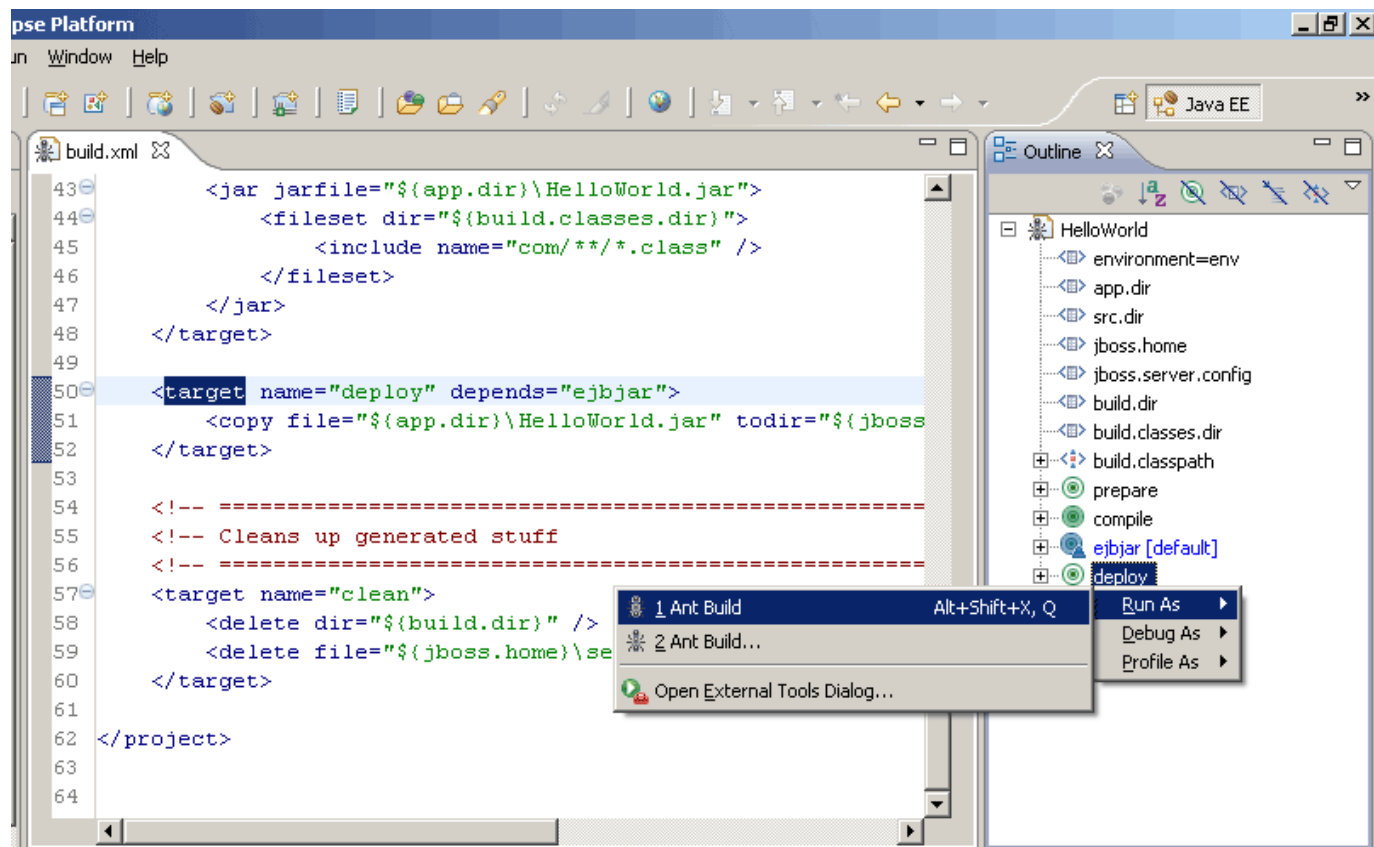 pse Platform
un Window Help
Java EE
»
build.xml
43 <jar jarfile="${app.dir}\HelloWorld.jar">
44 <fileset dir="${build.classes.dir}">
45 <include name="com/**/*.class" />
46 </fileset>
47 </jar>
48 </target>
49
50 <target name="deploy" depends="ejbjar">
51 <copy file="${app.dir}\HelloWorld.jar" todir="${jboss
52 </target>
53
54 <!-- ====================================================
55 <!-- Cleans up generated stuff
56 <!-- ====================================================
57 <target name="clean">
58 <delete dir="${build.dir}" />
59 <delete file="${jboss.home}\se
60 </target>
61
62 </project>
63
64
1 Ant Build Alt+Shift+X, Q
2 Ant Build...
Open External Tools Dialog...
Outline
HelloWorld
environment=env
app.dir
src.dir
jboss.home
jboss.server.config
build.dir
build.classes.dir
build.classpath
prepare
compile
ejbjar [default]
deploy
Run As
Debug As
Profile As